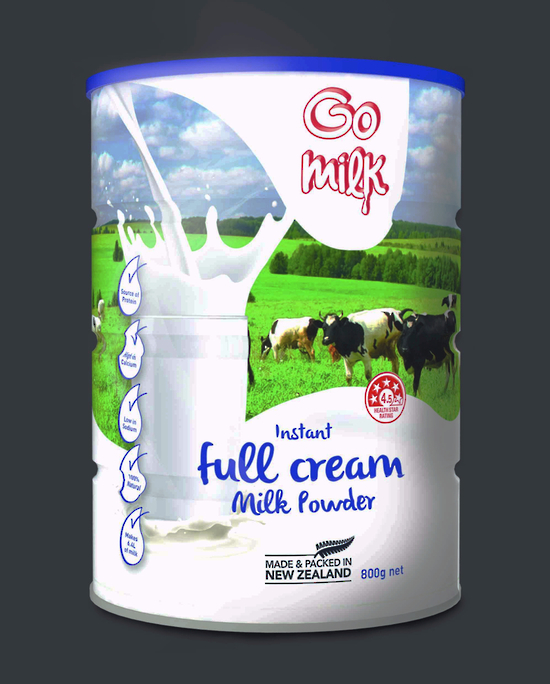 Go
milk
Source of
Protein
High in
Calcium
Low in
Sodium
100%
Natural
Makes
6.4L
of milk
4.5
HEALTH STAR
RATING
Instant
full cream
Milk Powder
MADE & PACKED IN
NEW ZEALAND
800g net